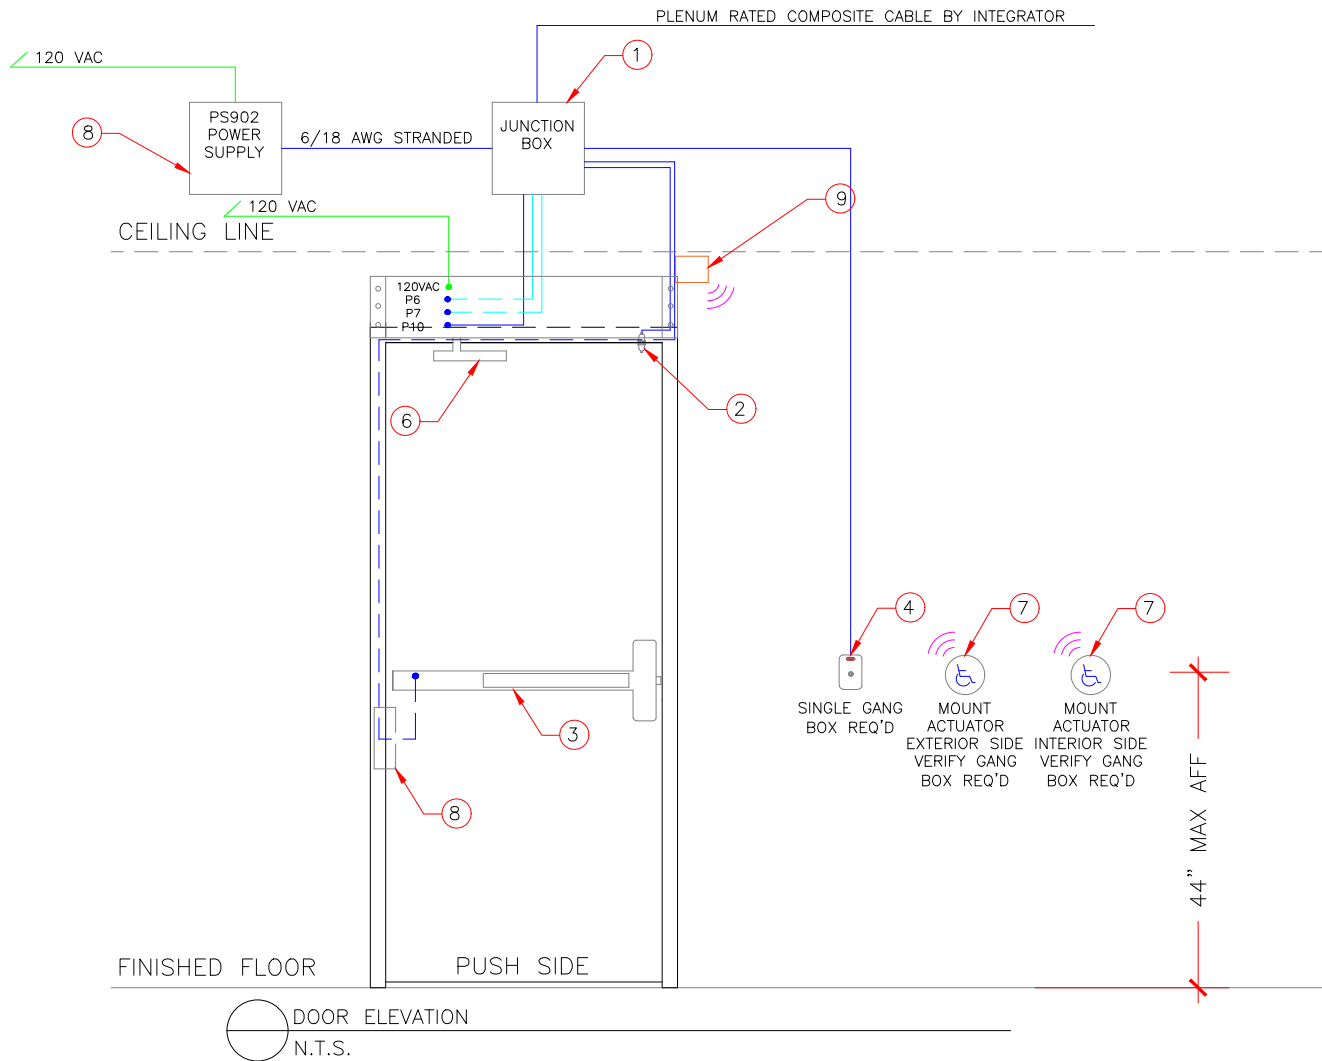 PLENUM RATED COMPOSITE CABLE BY INTEGRATOR
1
120 VAC
PS902
POWER
SUPPLY
8
6/18 AWG STRANDED
JUNCTION
BOX
120 VAC
9
CEILING LINE
120VAC
P6
P7
P10
6
2
4
7
7
3
SINGLE GANG
BOX REQ'D
MOUNT
ACTUATOR
EXTERIOR SIDE
VERIFY GANG
BOX REQ'D
MOUNT
ACTUATOR
INTERIOR SIDE
VERIFY GANG
BOX REQ'D
8
44" MAX AFF
FINISHED FLOOR
PUSH SIDE
DOOR ELEVATION
N.T.S.